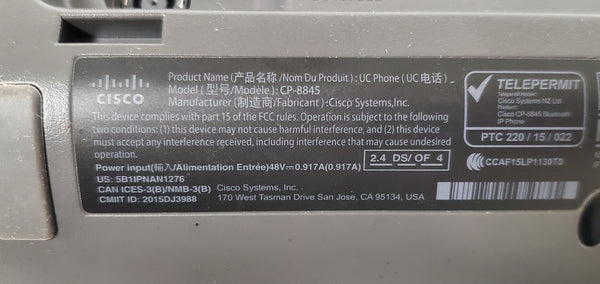 CISCO
Product Name (产品名称/Nom Du Produit): UC Phone (UC 电话)
Model (型号/Modèle): CP-8845
Manufacturer (制造商/Fabricant): Cisco Systems,Inc.
This device complies with part 15 of the FCC rules. Operation is subject to the following
two conditions: (1) this device may not cause harmful interference, and (2) this device
must accept any interference received, including interference that may cause undesired
operation.
Power input(输入/Alimentation Entrée)48V⎓0.917A(0.917A)
2.4 DS/OF 4
US: 5B1IPNAN1276
CAN ICES-3(B)/NMB-3(B)
CMIIT ID: 2015DJ3988
Cisco Systems, Inc.
170 West Tasman Drive San Jose, CA 95134, USA
TELEPERMIT
Telepermit Holder:
Cisco Systems NZ Ltd
Product:
Cisco CP-8845 Bluetooth
IP Phone
PTC 220 / 15 / 022
CCAF15LP1130T0